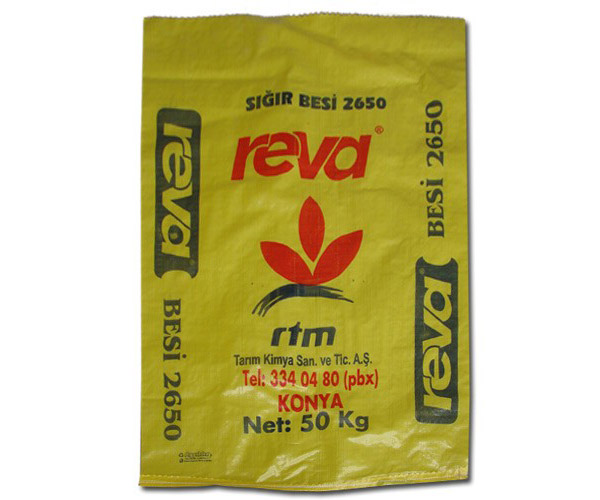 SIĞIR BESİ 2650
reva®
rtm
Tarım Kimya San. ve Tic. A.Ş.
Tel: 334 04 80 (pbx)
KONYA
Net: 50 Kg
reva
BESİ 2650
BESİ 2650
reva